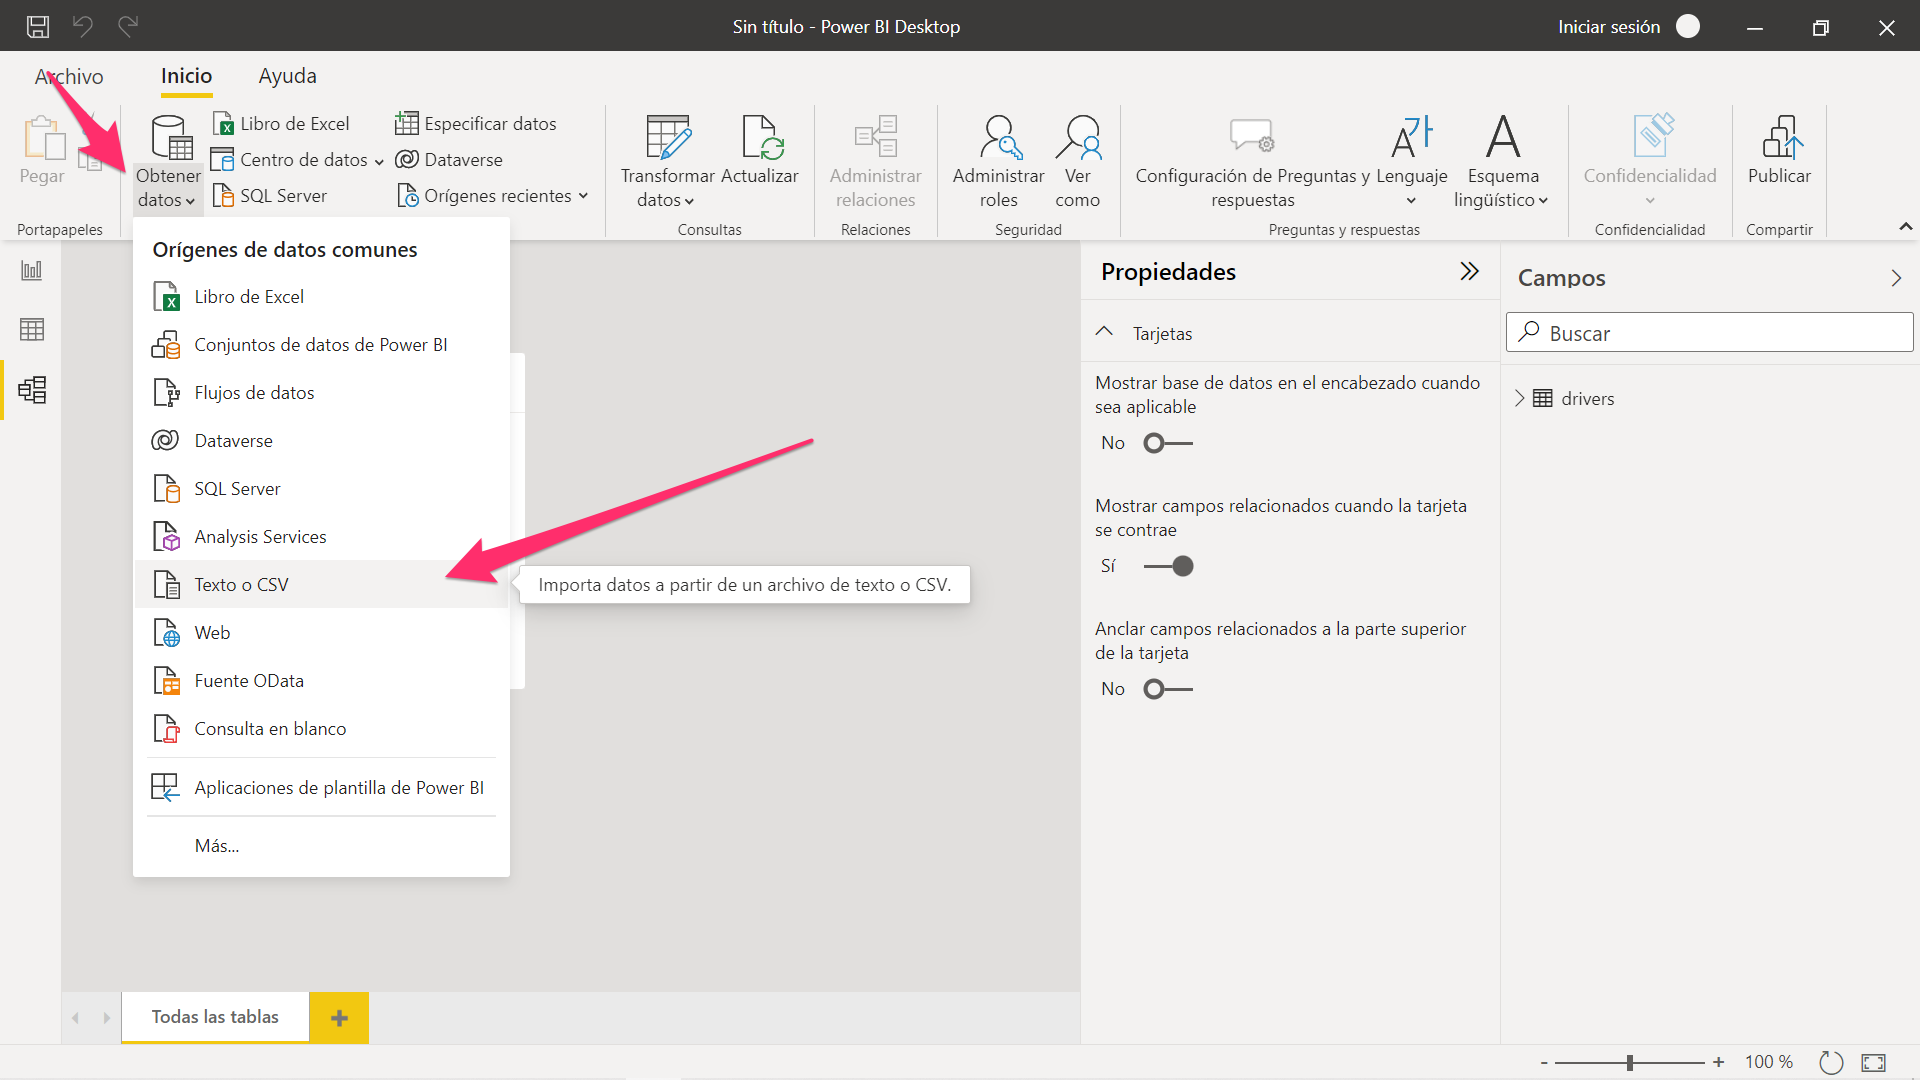 Sin título - Power BI Desktop
Iniciar sesión
Archivo
Inicio
Ayuda
Pegar
Portapapeles
Obtener
datos
Libro de Excel
Centro de datos
SQL Server
Especificar datos
Dataverse
Orígenes recientes
Transformar
datos
Actualizar
Consultas
Administrar
relaciones
Relaciones
Administrar
roles
Ver
como
Seguridad
Configuración de Preguntas y
respuestas
Lenguaje
Esquema
lingüístico
Preguntas y respuestas
Confidencialidad
Confidencialidad
Publicar
Compartir
Orígenes de datos comunes
Libro de Excel
Conjuntos de datos de Power BI
Flujos de datos
Dataverse
SQL Server
Analysis Services
Texto o CSV
Web
Fuente OData
Consulta en blanco
Aplicaciones de plantilla de Power BI
Más...
Importa datos a partir de un archivo de texto o CSV.
Propiedades
Tarjetas
Mostrar base de datos en el encabezado cuando
sea aplicable
No
Mostrar campos relacionados cuando la tarjeta
se contrae
Sí
Anclar campos relacionados a la parte superior
de la tarjeta
No
Campos
Buscar
drivers
Todas las tablas
- + 100 %